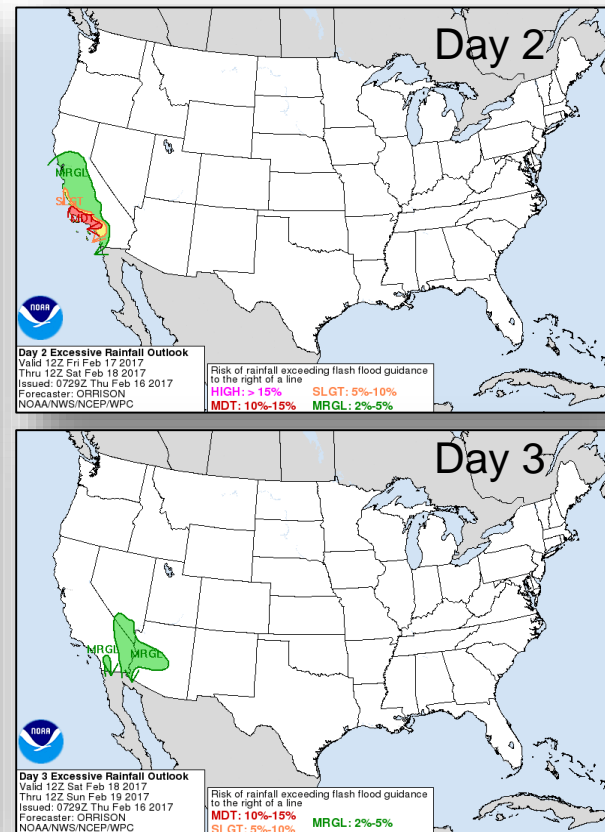 Day 2
MRGL
SLGT
MDT
NOAA
Day 2 Excessive Rainfall Outlook
Valid 12Z Fri Feb 17 2017
Thru 12Z Sat Feb 18 2017
Issued: 0729Z Thu Feb 16 2017
Forecaster: ORRISON
NOAA/NWS/NCEP/WPC
Risk of rainfall exceeding flash flood guidance
to the right of a line
HIGH: > 15% SLGT: 5%-10%
MDT: 10%-15% MRGL: 2%-5%
Day 3
MRGL
MRGL
NOAA
Day 3 Excessive Rainfall Outlook
Valid 12Z Sat Feb 18 2017
Thru 12Z Sun Feb 19 2017
Issued: 0729Z Thu Feb 16 2017
Forecaster: ORRISON
NOAA/NWS/NCEP/WPC
Risk of rainfall exceeding flash flood guidance
to the right of a line
MDT: 10%-15% MRGL: 2%-5%
SLGT: 5%-10%